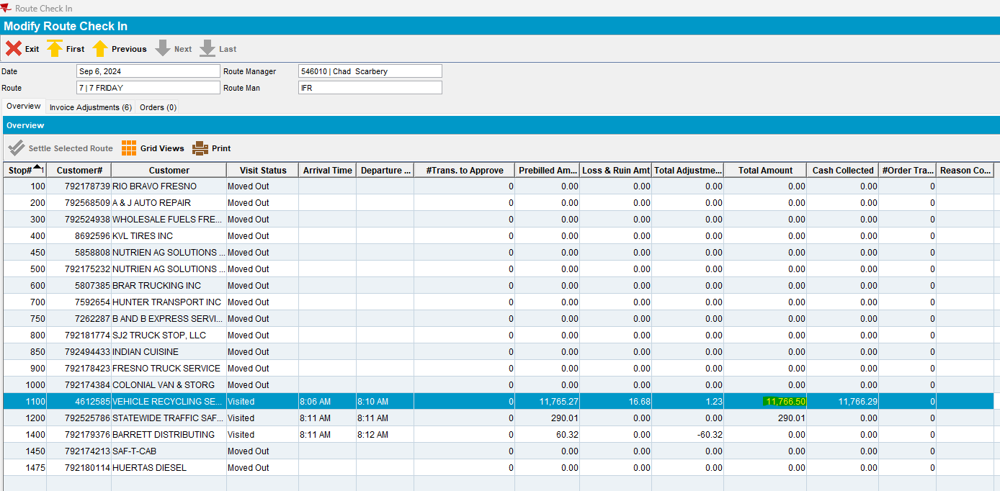 Route Check In
Modify Route Check In
Exit First Previous Next Last
Date Sep 6, 2024 Route Manager 546010 | Chad Scarbery
Route 7 | 7 FRIDAY Route Man IFR
Overview Invoice Adjustments (6) Orders (0)
Overview
Settle Selected Route Grid Views Print
Stop# 1 Customer# Customer Visit Status Arrival Time Departure ... #Trans. to Approve Prebilled Am... Loss & Ruin Amt Total Adjustme... Total Amount Cash Collected #Order Tra... Reason Co...
100 792178739 RIO BRAVO FRESNO Moved Out 0 0.00 0.00 0.00 0.00 0.00 0
200 792568509 A & J AUTO REPAIR Moved Out 0 0.00 0.00 0.00 0.00 0.00 0
300 792524938 WHOLESALE FUELS FRE... Moved Out 0 0.00 0.00 0.00 0.00 0.00 0
400 8692596 KVL TIRES INC Moved Out 0 0.00 0.00 0.00 0.00 0.00 0
450 5858808 NUTRIEN AG SOLUTIONS ... Moved Out 0 0.00 0.00 0.00 0.00 0.00 0
500 792175232 NUTRIEN AG SOLUTIONS ... Moved Out 0 0.00 0.00 0.00 0.00 0.00 0
600 5807385 BRAR TRUCKING INC Moved Out 0 0.00 0.00 0.00 0.00 0.00 0
700 7592654 HUNTER TRANSPORT INC Moved Out 0 0.00 0.00 0.00 0.00 0.00 0
750 7262287 B AND B EXPRESS SERVI... Moved Out 0 0.00 0.00 0.00 0.00 0.00 0
800 792181774 SJ2 TRUCK STOP, LLC Moved Out 0 0.00 0.00 0.00 0.00 0.00 0
850 792494433 INDIAN CUISINE Moved Out 0 0.00 0.00 0.00 0.00 0.00 0
900 792178423 FRESNO TRUCK SERVICE Moved Out 0 0.00 0.00 0.00 0.00 0.00 0
1000 792174384 COLONIAL VAN & STORG Moved Out 0 0.00 0.00 0.00 0.00 0.00 0
1100 4612585 VEHICLE RECYCLING SE... Visited 8:06 AM 8:10 AM 0 11,765.27 16.68 1.23 11,766.50 11,766.29 0
1200 792525786 STATEWIDE TRAFFIC SAF... Visited 8:11 AM 8:11 AM 0 290.01 0.00 0.00 290.01 0.00 0
1400 792179376 BARRETT DISTRIBUTING Visited 8:11 AM 8:12 AM 0 60.32 0.00 -60.32 0.00 0.00 0
1450 792174213 SAF-T-CAB Moved Out 0 0.00 0.00 0.00 0.00 0.00 0
1475 792180114 HUERTAS DIESEL Moved Out 0 0.00 0.00 0.00 0.00 0.00 0